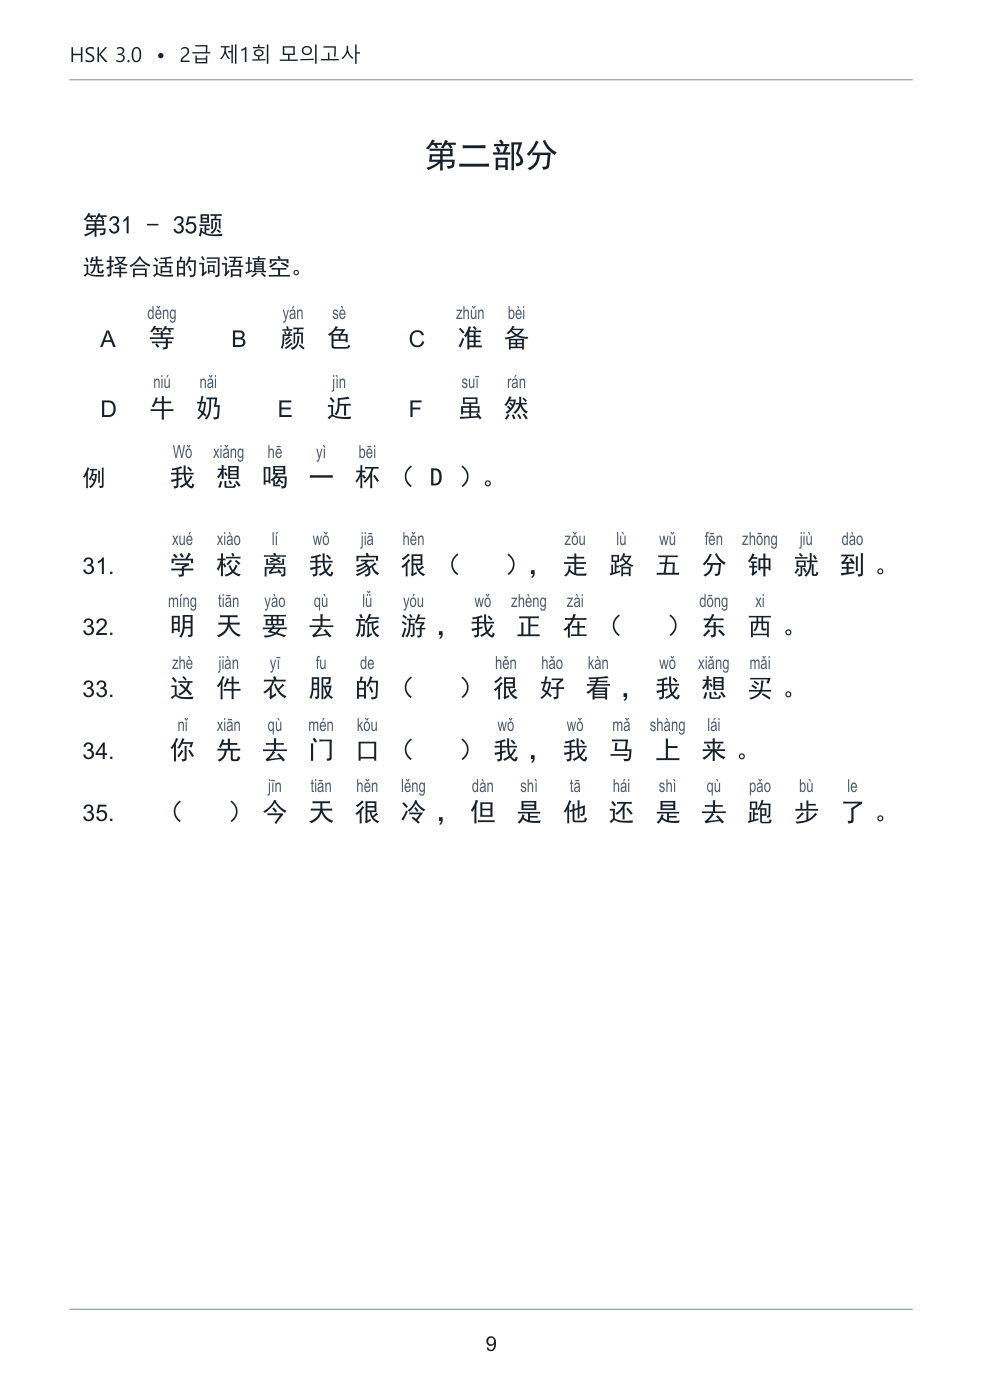 HSK 3.0 • 2급 제1회 모의고사
第二部分
第31 – 35题
选择合适的词语填空。
děng yán sè zhǔn bèi
A 等 B 颜色 C 准备
niú nǎi jìn suī rán
D 牛奶 E 近 F 虽然
Wǒ xiǎng hē yì bēi
例 我想喝一杯（ D ）。
xué xiào lí wǒ jiā hěn zǒu lù wǔ fēn zhōng jiù dào
31. 学校离我家很（ ），走路五分钟就到。
míng tiān yào qù lǚ yóu wǒ zhèng zài dōng xi
32. 明天要去旅游，我正在（ ）东西。
zhè jiàn yī fu de hěn hǎo kàn wǒ xiǎng mǎi
33. 这件衣服的（ ）很好看，我想买。
nǐ xiān qù mén kǒu wǒ wǒ mǎ shàng lái
34. 你先去门口（ ）我，我马上来。
jīn tiān hěn lěng dàn shì tā hái shì qù pǎo bù le
35. （ ）今天很冷，但是他还是去跑步了。
9